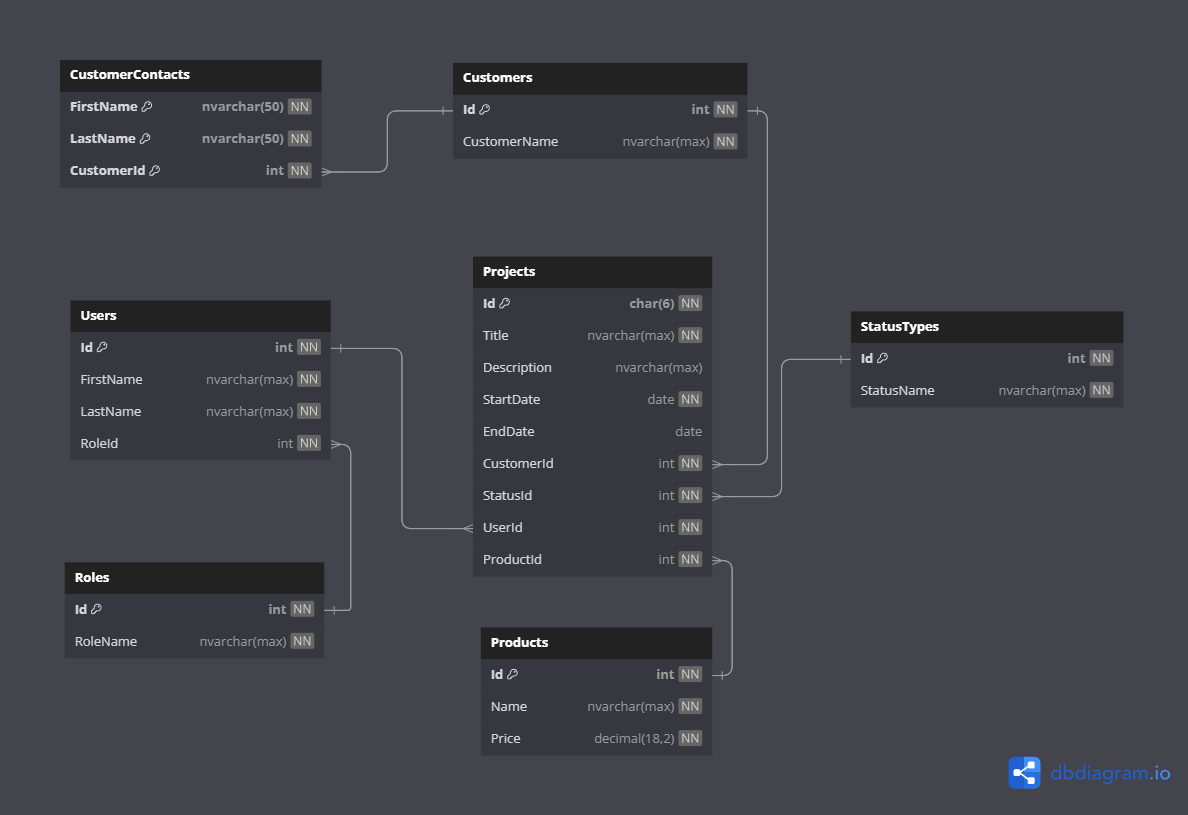 CustomerContacts
FirstName nvarchar(50) NN
LastName nvarchar(50) NN
CustomerId int NN
Customers
Id int NN
CustomerName nvarchar(max) NN
Projects
Id char(6) NN
Title nvarchar(max) NN
Description nvarchar(max)
StartDate date NN
EndDate date
CustomerId int NN
StatusId int NN
UserId int NN
ProductId int NN
Users
Id int NN
FirstName nvarchar(max) NN
LastName nvarchar(max) NN
RoleId int NN
StatusTypes
Id int NN
StatusName nvarchar(max) NN
Roles
Id int NN
RoleName nvarchar(max) NN
Products
Id int NN
Name nvarchar(max) NN
Price decimal(18,2) NN
dbdiagram.io